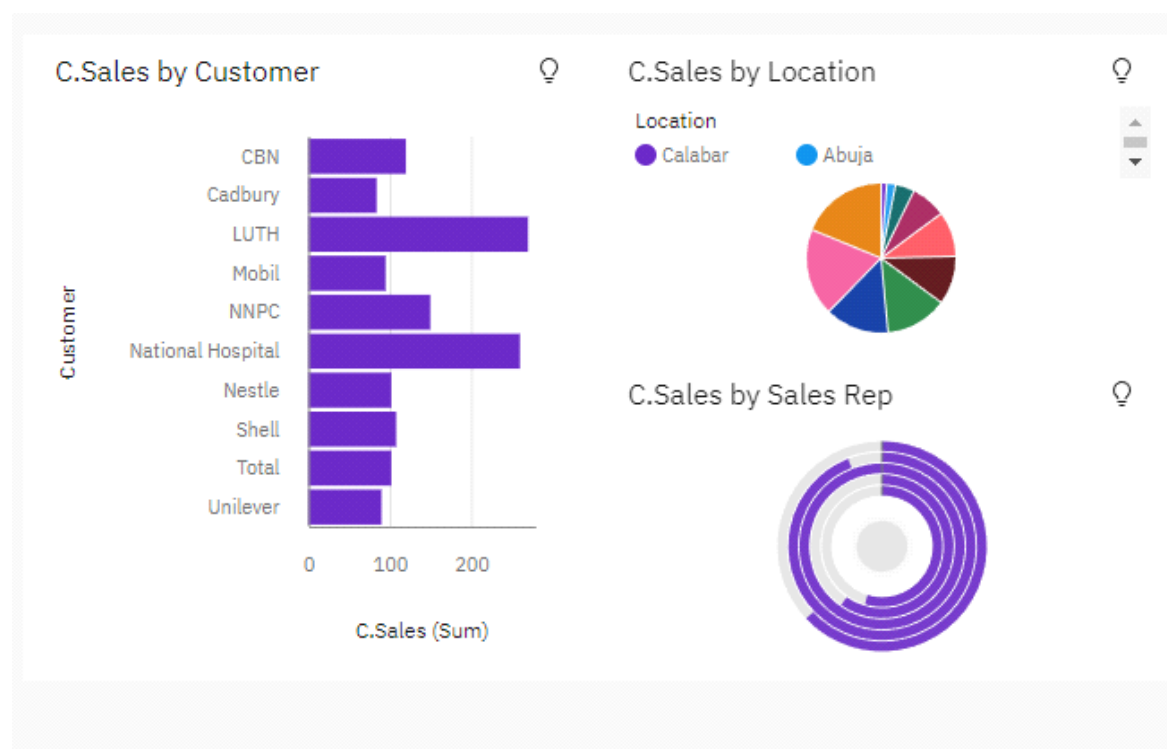 C.Sales by Customer
Customer
CBN
Cadbury
LUTH
Mobil
NNPC
National Hospital
Nestle
Shell
Total
Unilever
0 100 200
C.Sales (Sum)
C.Sales by Location
Location
Calabar Abuja
C.Sales by Sales Rep